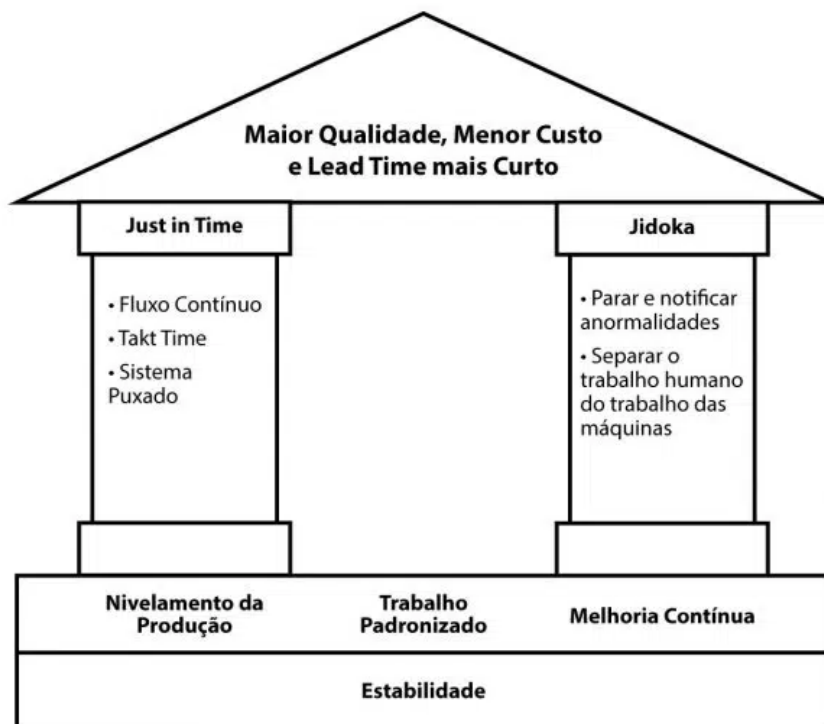 Maior Qualidade, Menor Custo
e Lead Time mais Curto
Just in Time
• Fluxo Contínuo
• Takt Time
• Sistema
Puxado
Jidoka
• Parar e notificar
anormalidades
• Separar o
trabalho humano
do trabalho das
máquinas
Nivelamento da
Produção
Trabalho
Padronizado
Melhoria Contínua
Estabilidade